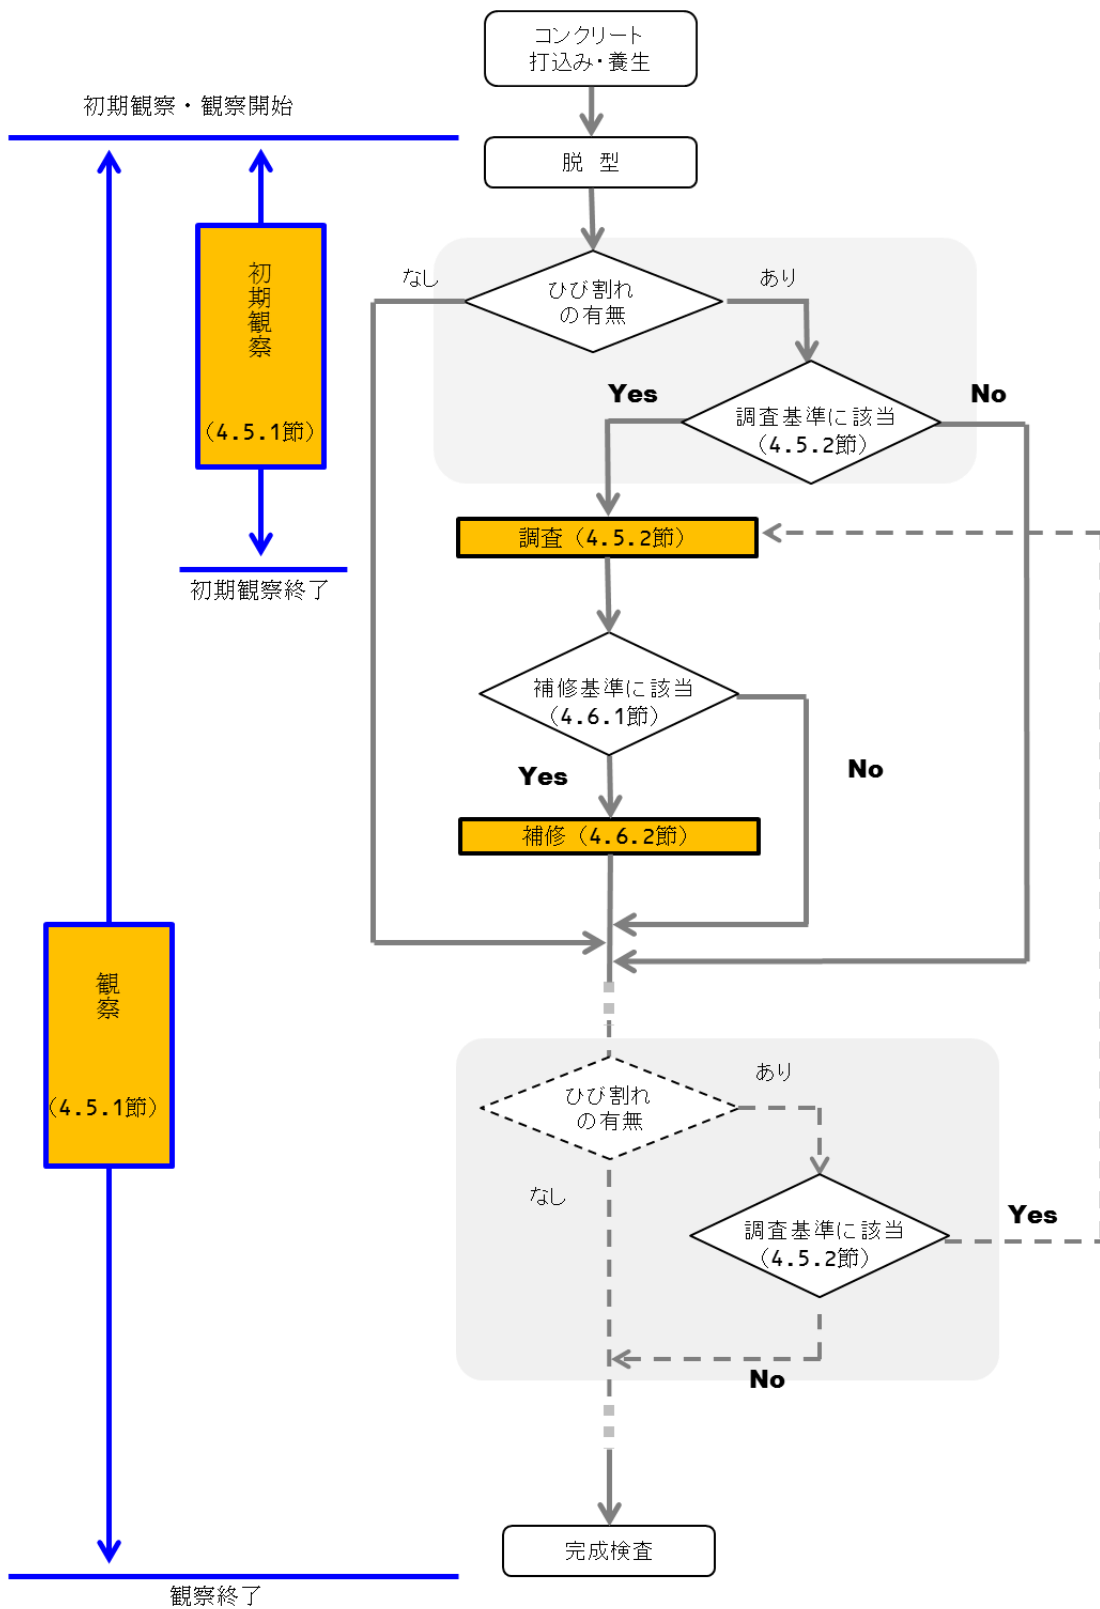 コンクリート
打込み・養生
初期観察・観察開始
脱 型
なし
ひび割れ
の有無
あり
初期観察
(4.5.1節)
Yes
調査基準に該当
(4.5.2節)
No
調査（4.5.2節)
初期観察終了
補修基準に該当
(4.6.1節)
Yes
No
補修（4.6.2節)
観察
(4.5.1節)
ひび割れ
の有無
あり
なし
調査基準に該当
(4.5.2節)
Yes
No
完成検査
観察終了